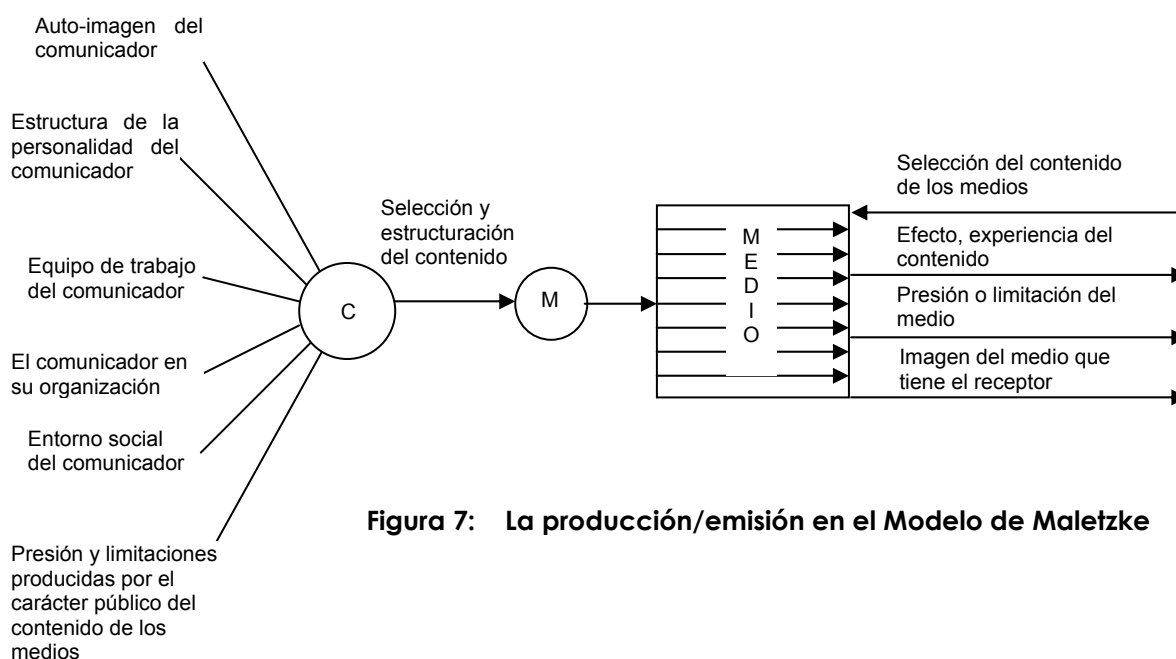 Auto-imagen del
comunicador
Estructura de la
personalidad del
comunicador
Equipo de trabajo
del comunicador
El comunicador en
su organización
Entorno social
del comunicador
Presión y limitaciones
producidas por el
carácter público del
contenido de los
medios
C
Selección y
estructuración
del contenido
M
M
E
D
I
O
Selección del contenido
de los medios
Efecto, experiencia del
contenido
Presión o limitación del
medio
Imagen del medio que
tiene el receptor
Figura 7: La producción/emisión en el Modelo de Maletzke